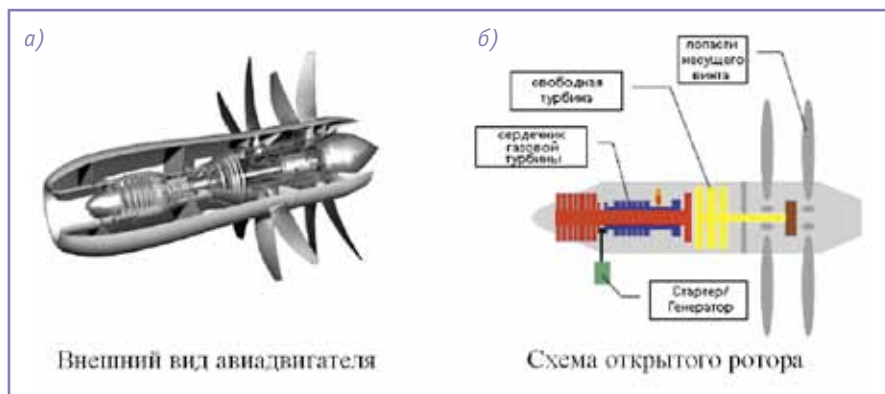 а)
Внешний вид авиадвигателя
б)
лопасти
несущего
винта
свободная
турбина
сердечник
газовой
турбины
Стартер/
Генератор
Схема открытого ротора